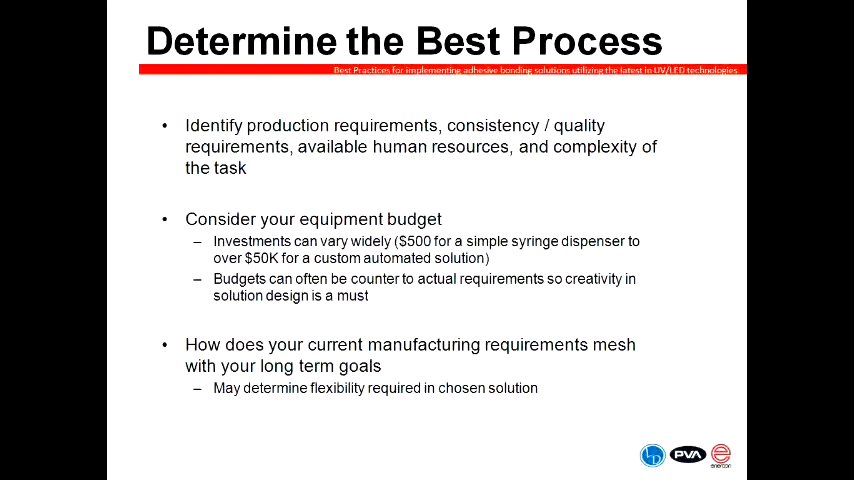 Determine the Best Process
Best Practices for implementing adhesive bonding solutions utilizing the latest in UV/LED technologies
• Identify production requirements, consistency / quality
requirements, available human resources, and complexity of
the task
• Consider your equipment budget
– Investments can vary widely ($500 for a simple syringe dispenser to
over $50K for a custom automated solution)
– Budgets can often be counter to actual requirements so creativity in
solution design is a must
• How does your current manufacturing requirements mesh
with your long term goals
– May determine flexibility required in chosen solution
PVA
enercon